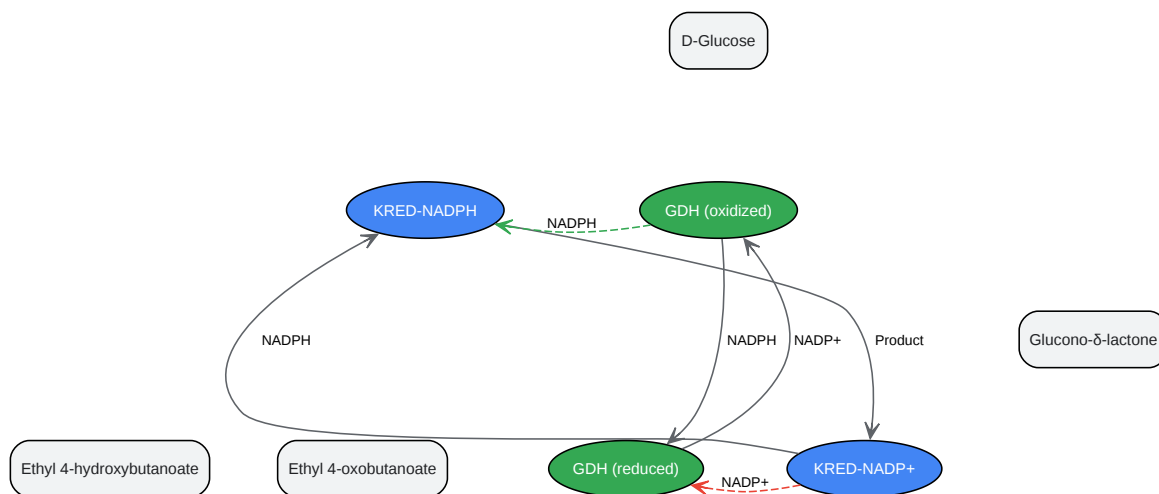 D-Glucose
KRED-NADPH
NADPH
GDH (oxidized)
NADPH
NADPH
NADP+
Product
Glucono-δ-lactone
Ethyl 4-hydroxybutanoate
Ethyl 4-oxobutanoate
GDH (reduced)
NADP+
KRED-NADP+